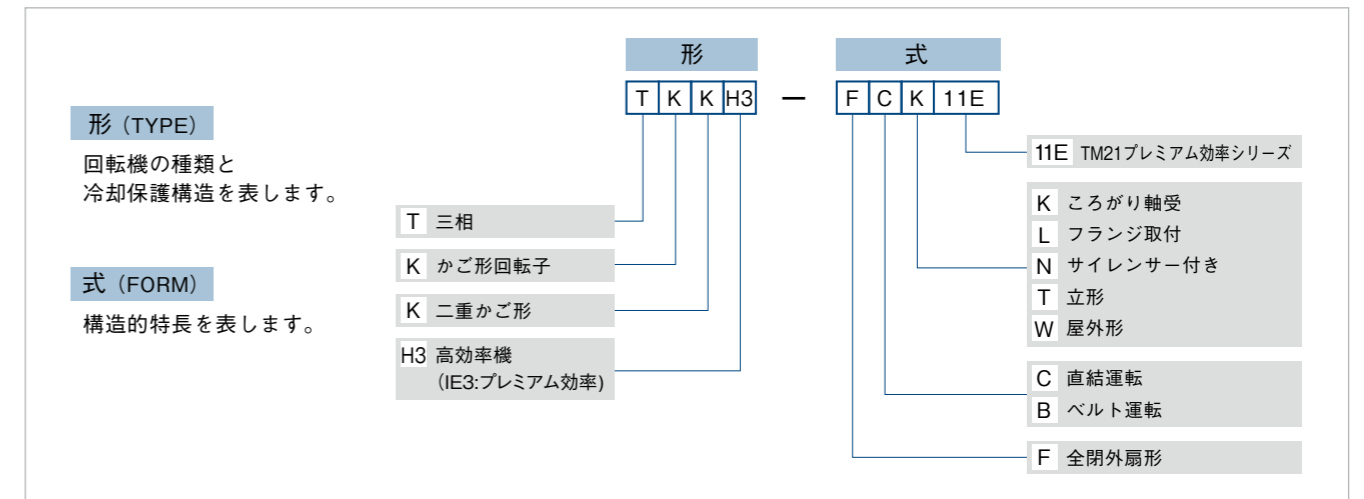 形 式
T K K H3 — F C K 11E
形（TYPE）
回転機の種類と
冷却保護構造を表します。
式（FORM）
構造的特長を表します。
T 三相
K かご形回転子
K 二重かご形
H3 高効率機
（IE3:プレミアム効率)
11E TM21プレミアム効率シリーズ
K ころがり軸受
L フランジ取付
N サイレンサー付き
T 立形
W 屋外形
C 直結運転
B ベルト運転
F 全閉外扇形